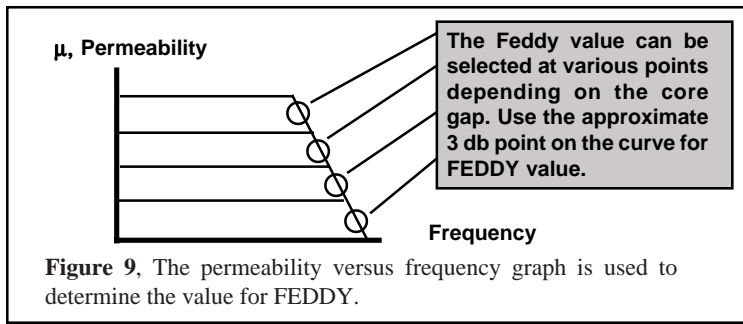 μ, Permeability
The Feddy value can be
selected at various points
depending on the core
gap. Use the approximate
3 db point on the curve for
FEDDY value.
Frequency
Figure 9, The permeability versus frequency graph is used to
determine the value for FEDDY.